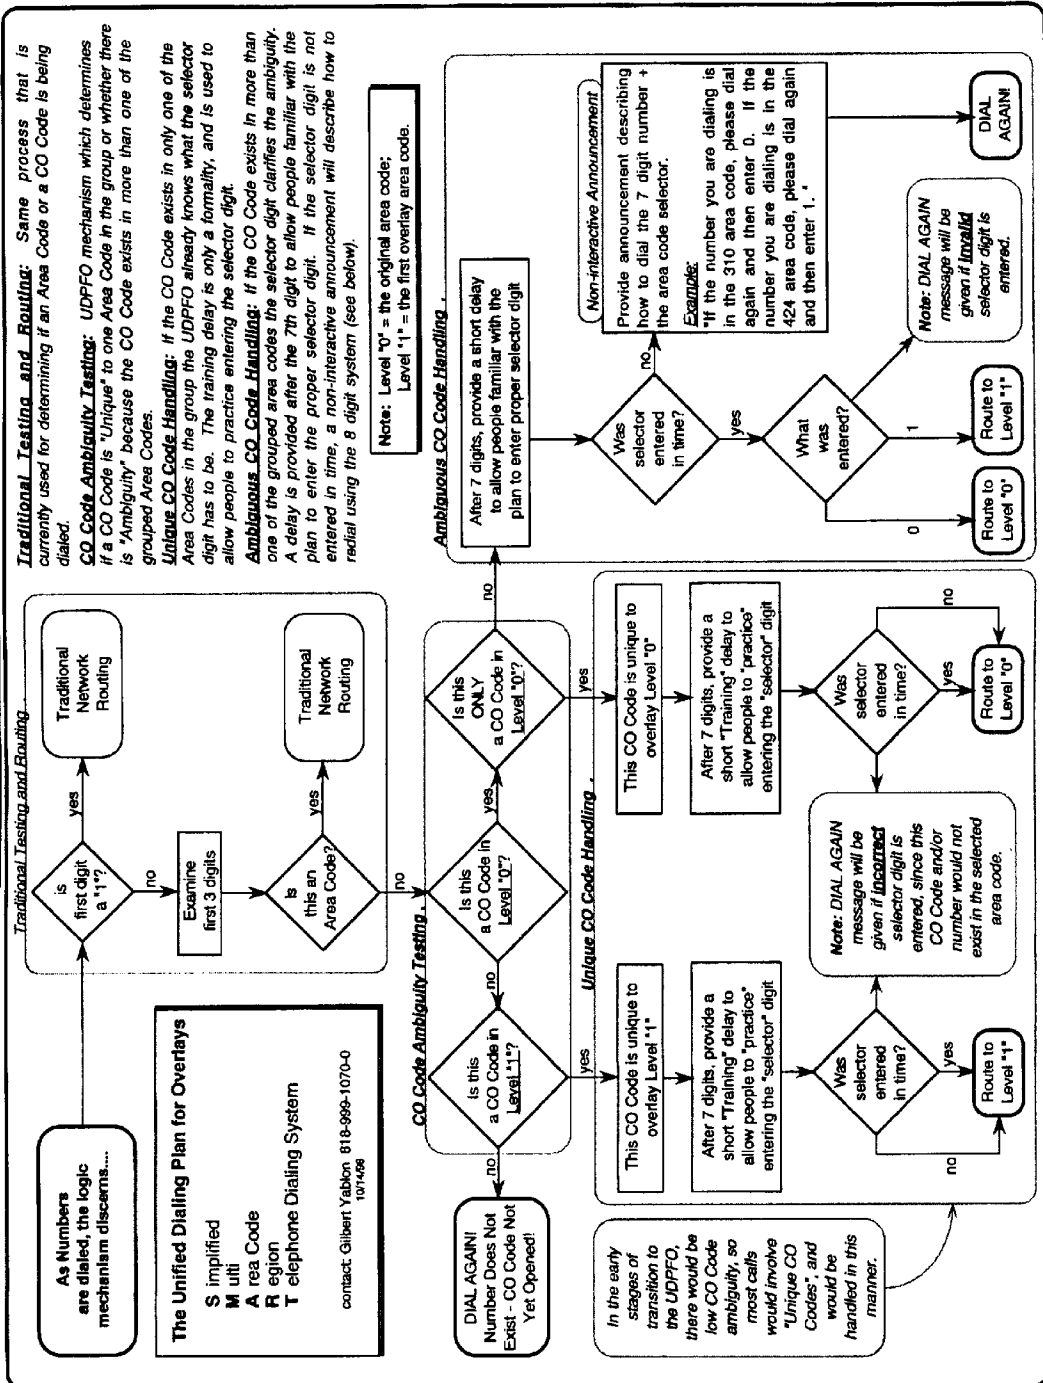 As Numbers
are dialed, the logic
mechanism discerns....
The Unified Dialing Plan for Overlays
S implified
M ulti
A rea Code
R egion
T elephone Dialing System
contact: Gilbert Yablon 818-999-1070-0
10/14/98
Traditional Testing and Routing
is
first digit
a "1"?
yes
Traditional
Network
Routing
no
Examine
first 3 digits
Is
this an
Area Code?
yes
Traditional
Network
Routing
no
Traditional Testing and Routing: Same process that is
currently used for determining if an Area Code or a CO Code is being
dialed.
CO Code Ambiguity Testing: UDPFO mechanism which determines
if a CO Code is "Unique" to one Area Code in the group or whether there
is "Ambiguity" because the CO Code exists in more than one of the
grouped Area Codes.
Unique CO Code Handling: If the CO Code exists in only one of the
Area Codes in the group the UDPFO already knows what the selector
digit has to be. The training delay is only a formality, and is used to
allow people to practice entering the selector digit.
Ambiguous CO Code Handling: If the CO Code exists in more than
one of the grouped area codes the selector digit clarifies the ambiguity.
A delay is provided after the 7th digit to allow people familiar with the
plan to enter the proper selector digit. If the selector digit is not
entered in time, a non-interactive announcement will describe how to
redial using the 8 digit system (see below).
Note: Level "0" = the original area code;
Level "1" = the first overlay area code.
CO Code Ambiguity Testing
Is this
a CO Code in
Level "0"?
yes
Is this
ONLY
a CO Code in
Level "0"?
no
no
Is this
a CO Code in
Level "1"?
no
DIAL AGAIN!
Number Does Not
Exist - CO Code Not
Yet Opened!
yes
yes
Unique CO Code Handling
This CO Code is unique to
overlay Level "1"
After 7 digits, provide a
short "Training" delay to
allow people to "practice"
entering the "selector" digit
Was
selector
entered
in time?
no
yes
Route to
Level "1"
Note: DIAL AGAIN
message will be
given if incorrect
selector digit is
entered, since this
CO Code and/or
number would not
exist in the selected
area code.
This CO Code is unique to
overlay Level "0"
After 7 digits, provide a
short "Training" delay to
allow people to "practice"
entering the "selector" digit
Was
selector
entered
in time?
no
yes
Route to
Level "0"
In the early
stages of
transition to
the UDPFO,
there would be
low CO Code
ambiguity, so
most calls
would involve
"Unique CO
Codes", and
would be
handled in this
manner.
Ambiguous CO Code Handling
After 7 digits, provide a short delay
to allow people familiar with the
plan to enter proper selector digit
Was
selector
entered
in time?
no
yes
Non-interactive Announcement
Provide announcement describing
how to dial the 7 digit number +
the area code selector.
Example:
"If the number you are dialing is
in the 310 area code, please dial
again and then enter 0. If the
number you are dialing is in the
424 area code, please dial again
and then enter 1."
DIAL
AGAIN!
What
was
entered?
0
1
Route to
Level "0"
Route to
Level "1"
Note: DIAL AGAIN
message will be
given if invalid
selector digit is
entered.